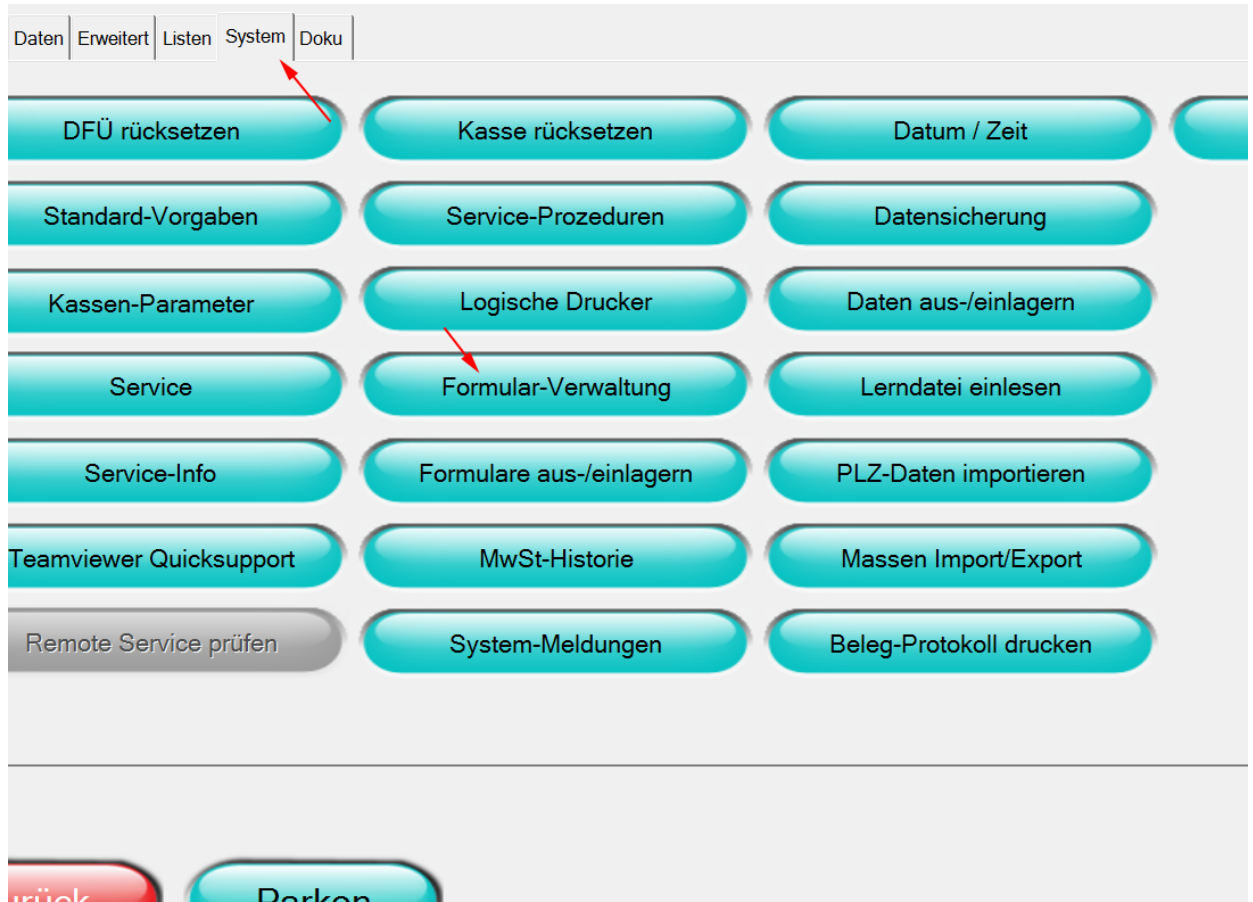 Daten Erweitert Listen System Doku
DFÜ rücksetzen Kasse rücksetzen Datum / Zeit
Standard-Vorgaben Service-Prozeduren Datensicherung
Kassen-Parameter Logische Drucker Daten aus-/einlagern
Service Formular-Verwaltung Lerndatei einlesen
Service-Info Formulare aus-/einlagern PLZ-Daten importieren
Teamviewer Quicksupport MwSt-Historie Massen Import/Export
Remote Service prüfen System-Meldungen Beleg-Protokoll drucken
Parken